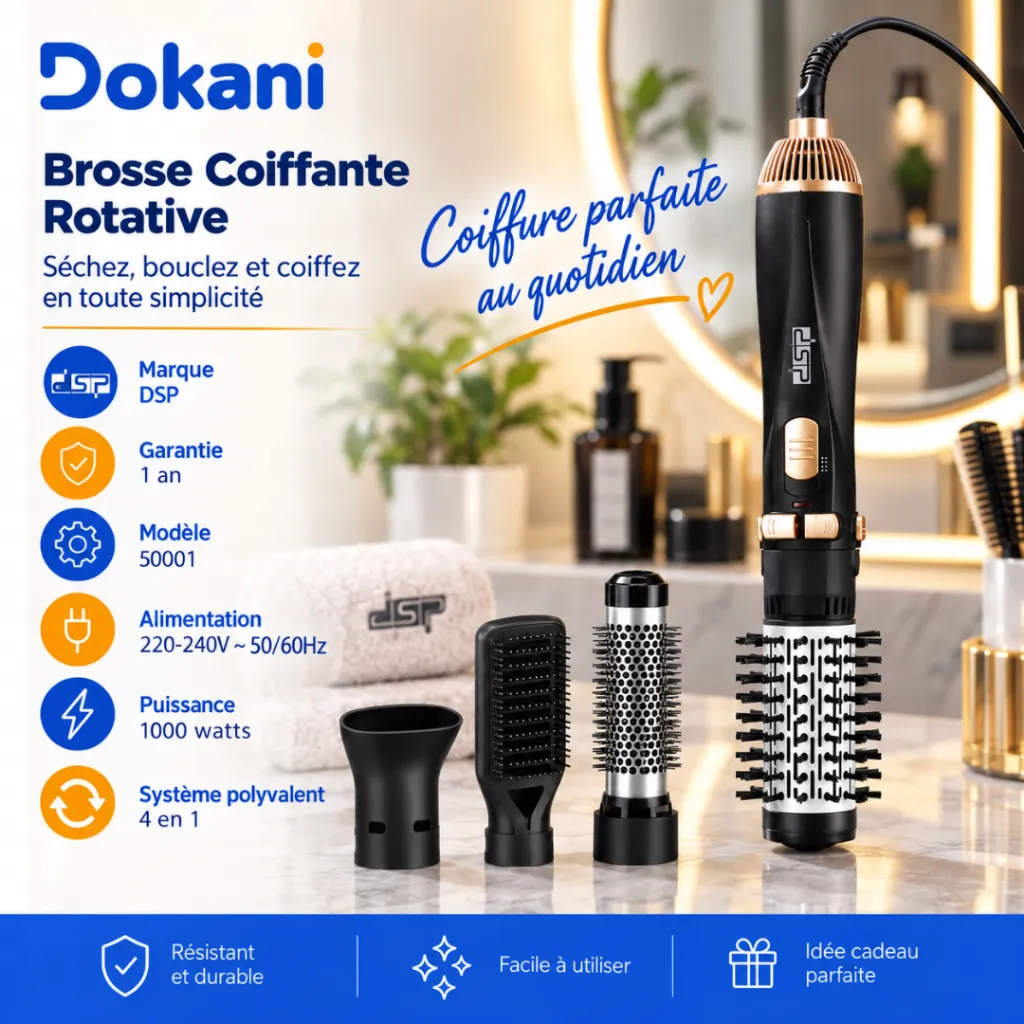 Dokani
Brosse Coiffante
Rotative
Séchez, bouclez et coiffez
en toute simplicité
Coiffure parfaite
au quotidien
dsp
Marque
DSP
Garantie
1 an
Modèle
50001
Alimentation
220-240V ~ 50/60Hz
Puissance
1000 watts
Système polyvalent
4 en 1
dsp
dsp
Résistant
et durable
Facile à utiliser
Idée cadeau
parfaite